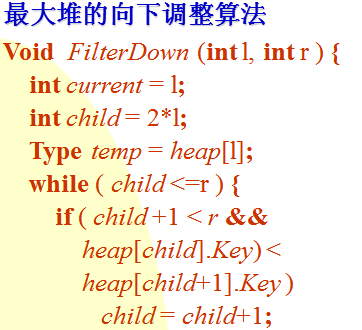 最大堆的向下调整算法
Void FilterDown (int l, int r ) {
int current = l;
int child = 2*l;
Type temp = heap[l];
while ( child <=r ) {
if ( child +1 < r &&
heap[child].Key) <
heap[child+1].Key )
child = child+1;